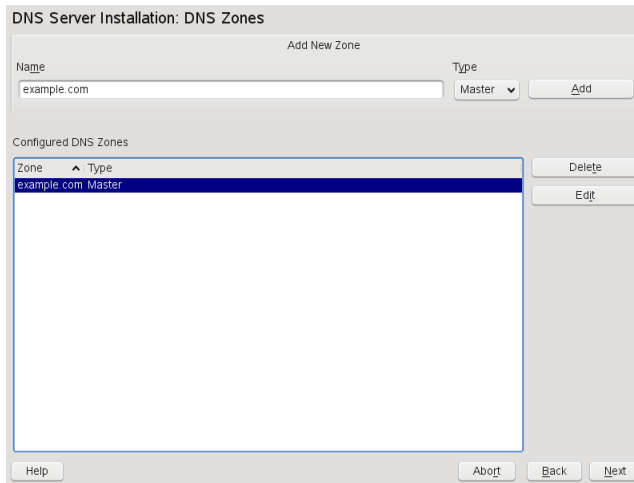 DNS Server Installation: DNS Zones
Add New Zone
Name
Type
example.com
Master
Add
Configured DNS Zones
Zone Type
Delete
example.com Master
Edit
Help
Abort
Back
Next